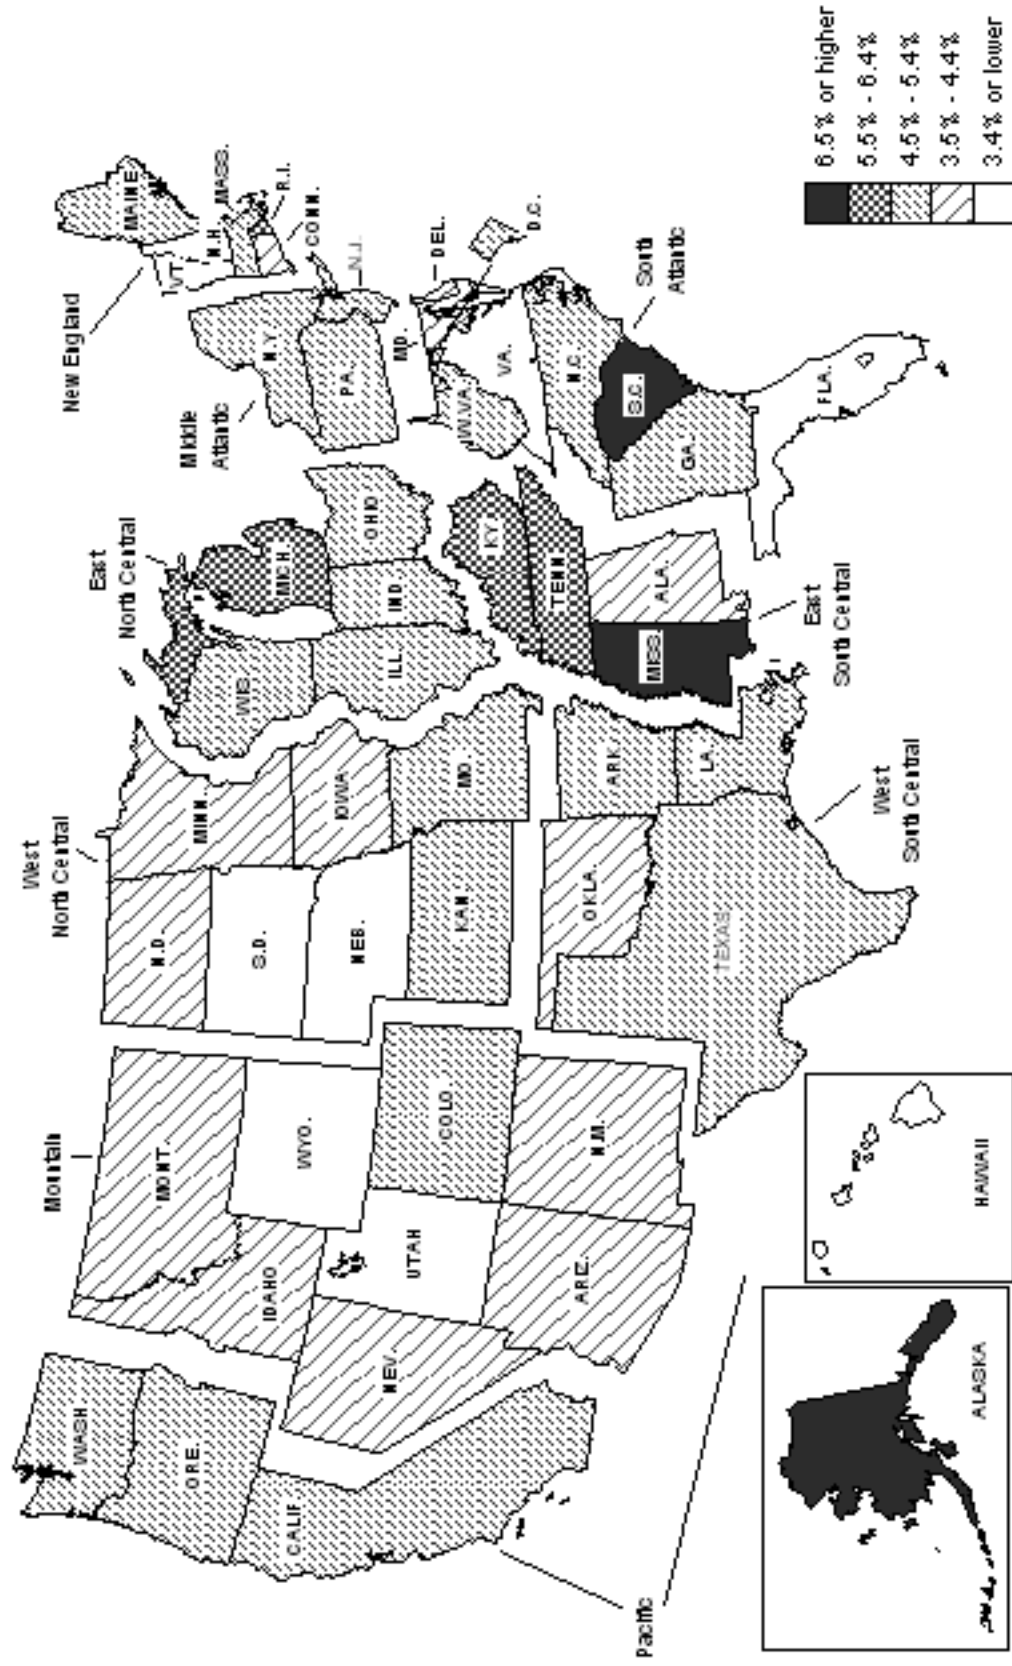 New England
MAINE
VT.
N.H.
MASS.
R.I.
CONN.
Middle
Atlantic
N.Y.
PA.
N.J.
DEL.
MD.
D.C.
South
Atlantic
W.VA.
VA.
N.C.
S.C.
GA.
FLA.
East
North Central
MICH.
OHIO
IND.
ILL.
WIS.
East
South Central
KY.
TENN.
ALA.
MISS.
West
North Central
MINN.
IOWA
MO.
N.D.
S.D.
NEB.
KAN.
West
South Central
ARK.
LA.
OKLA.
TEXAS
Mountain
MONT.
IDAHO
WYO.
COLO.
UTAH
NEV.
ARIZ.
N.M.
Pacific
WASH.
ORE.
CALIF.
ALASKA
HAWAII
6.5% or higher
5.5% - 6.4%
4.5% - 5.4%
3.5% - 4.4%
3.4% or lower